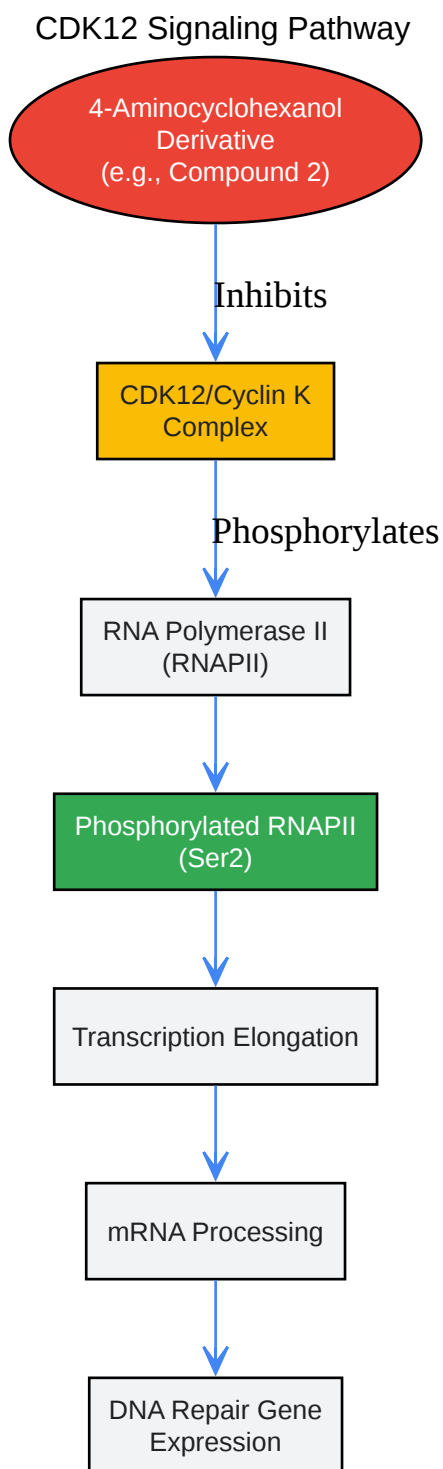 CDK12 Signaling Pathway
4-Aminocyclohexanol
Derivative
(e.g., Compound 2)
Inhibits
CDK12/Cyclin K
Complex
Phosphorylates
RNA Polymerase II
(RNAPII)
Phosphorylated RNAPII
(Ser2)
Transcription Elongation
mRNA Processing
DNA Repair Gene
Expression